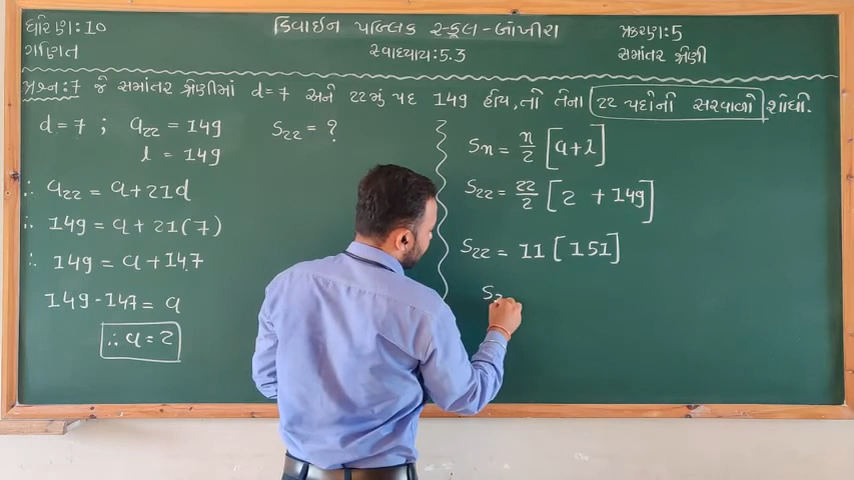 ધોરણ:10
ગણિત
ડિવાઈન પબ્લિક સ્કૂલ-બાંખીરા
સ્વાધ્યાય:5.3
પ્રકરણ:5
સમાંતર શ્રેણી
પ્રશ્ન:7 જે સમાંતર શ્રેણીમાં d=7 અને 22મું પદ 149 હોય, તો તેના 22 પદોનો સરવાળો શોધો.
d=7 ; a22 = 149 S22 = ?
l = 149
∴ a22 = a+21d
∴ 149 = a+21(7)
∴ 149 = a+147
149-147 = a
∴ a=2
Sn = n/2 [a+l]
S22 = 22/2 [2 +149]
S22 = 11 [151]
S2